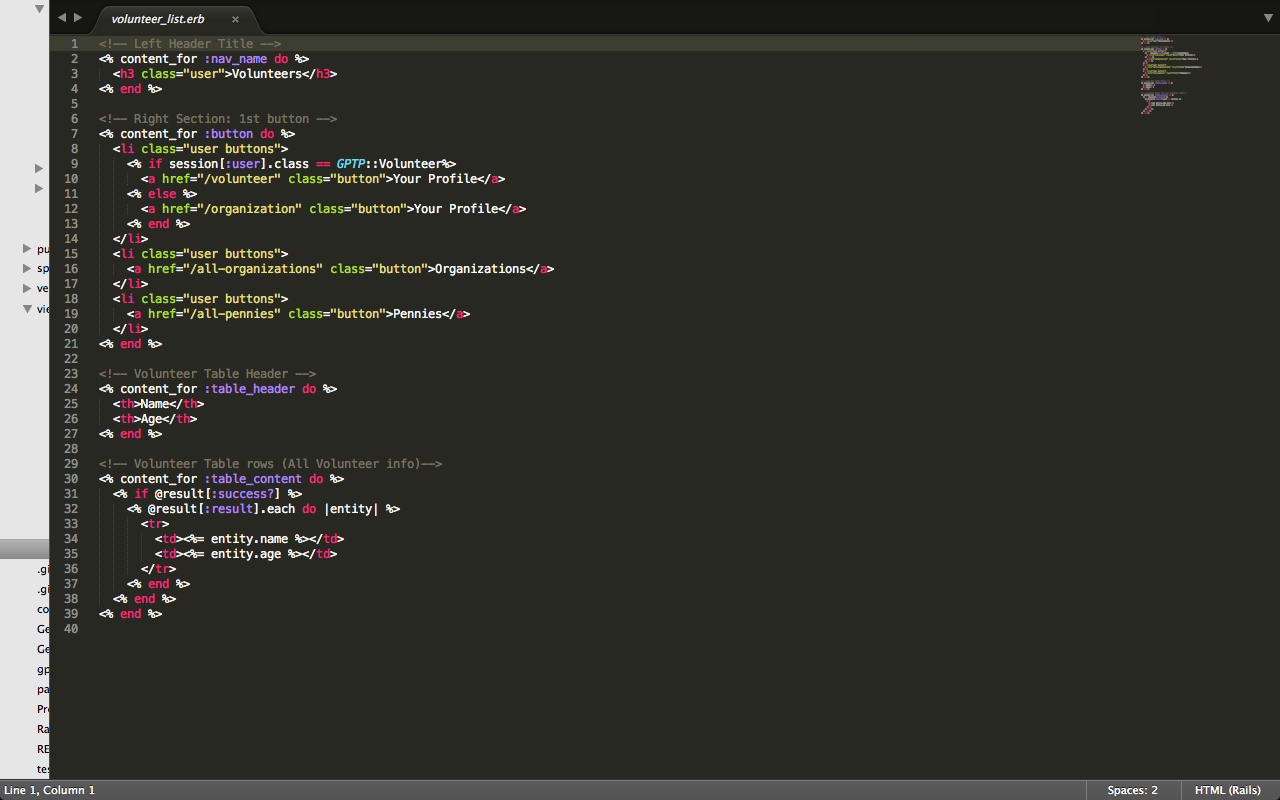 volunteer_list.erb ×
1 <!-- Left Header Title -->
2 <% content_for :nav_name do %>
3   <h3 class="user">Volunteers</h3>
4 <% end %>
5
6 <!-- Right Section: 1st button -->
7 <% content_for :button do %>
8   <li class="user buttons">
9     <% if session[:user].class == GPTP::Volunteer%>
10       <a href="/volunteer" class="button">Your Profile</a>
11     <% else %>
12       <a href="/organization" class="button">Your Profile</a>
13     <% end %>
14   </li>
15   <li class="user buttons">
16     <a href="/all-organizations" class="button">Organizations</a>
17   </li>
18   <li class="user buttons">
19     <a href="/all-pennies" class="button">Pennies</a>
20   </li>
21 <% end %>
22
23 <!-- Volunteer Table Header -->
24 <% content_for :table_header do %>
25   <th>Name</th>
26   <th>Age</th>
27 <% end %>
28
29 <!-- Volunteer Table rows (All Volunteer info)-->
30 <% content_for :table_content do %>
31   <% if @result[:success?] %>
32     <% @result[:result].each do |entity| %>
33       <tr>
34         <td><%= entity.name %></td>
35         <td><%= entity.age %></td>
36       </tr>
37     <% end %>
38   <% end %>
39 <% end %>
40
pu
sp
ve
vie
.gi
.gi
co
Ge
Ge
gp
pa
Pr
Ra
RE
tes
Line 1, Column 1 Spaces: 2 HTML (Rails)